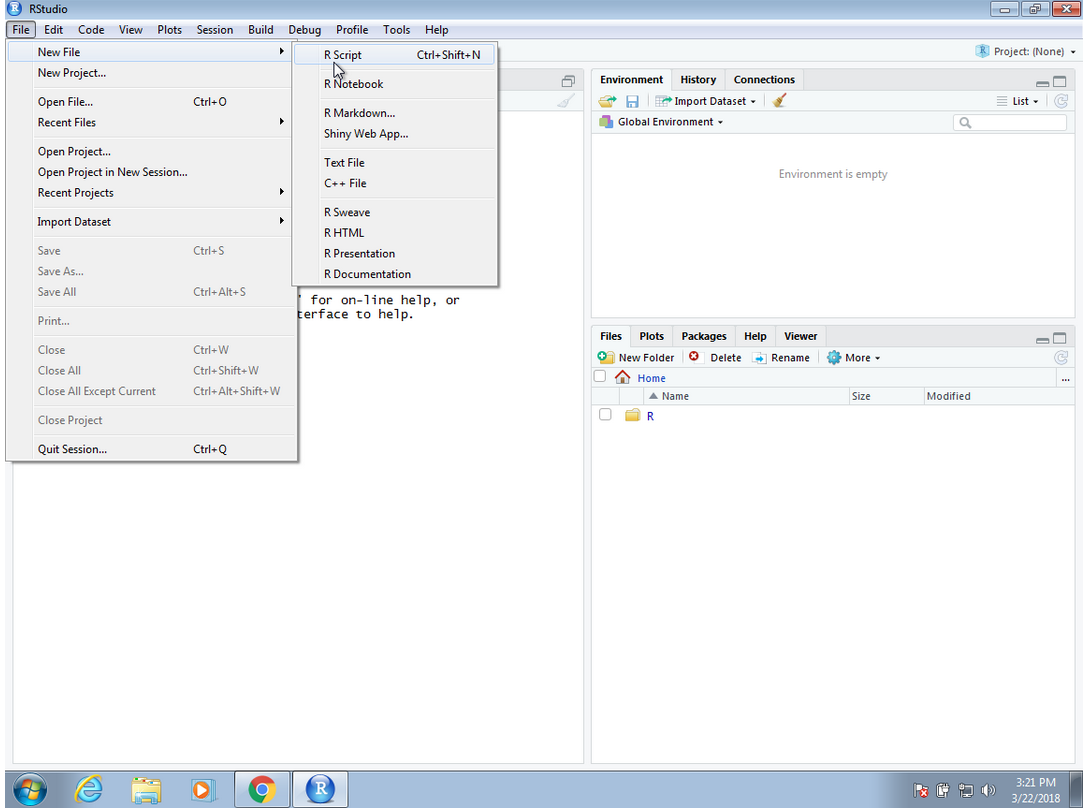 RStudio
File Edit Code View Plots Session Build Debug Profile Tools Help
Project: (None)
New File
New Project...
Open File... Ctrl+O
Recent Files
Open Project...
Open Project in New Session...
Recent Projects
Import Dataset
Save Ctrl+S
Save As...
Save All Ctrl+Alt+S
Print...
Close Ctrl+W
Close All Ctrl+Shift+W
Close All Except Current Ctrl+Alt+Shift+W
Close Project
Quit Session... Ctrl+Q
R Script Ctrl+Shift+N
R Notebook
R Markdown...
Shiny Web App...
Text File
C++ File
R Sweave
R HTML
R Presentation
R Documentation
' for on-line help, or
terface to help.
Environment History Connections
Import Dataset List
Global Environment
Environment is empty
Files Plots Packages Help Viewer
New Folder Delete Rename More
Home ...
Name Size Modified
R
3:21 PM
3/22/2018